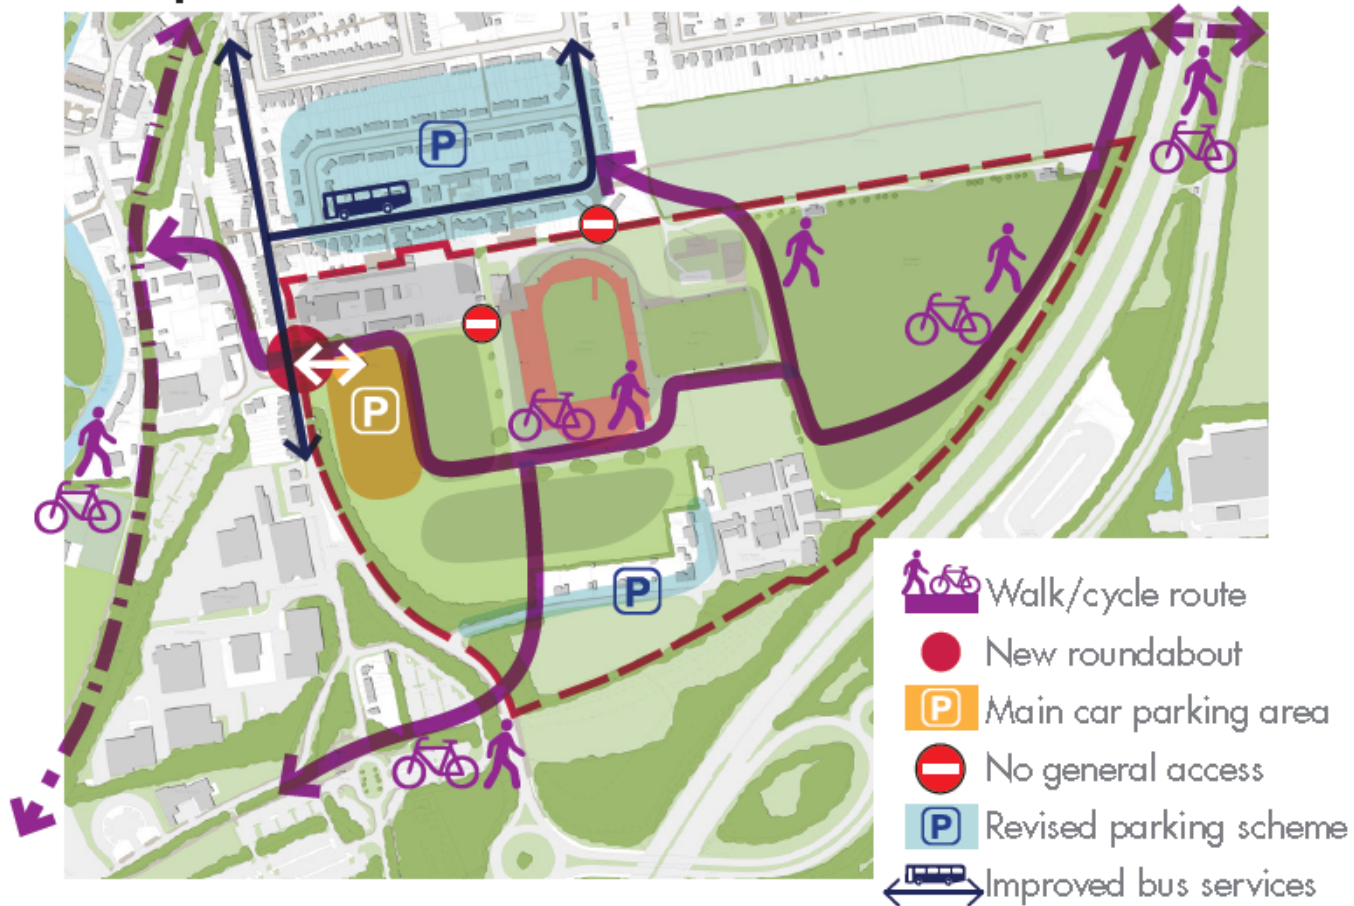 P
P
P
Walk/cycle route
New roundabout
P Main car parking area
No general access
P Revised parking scheme
Improved bus services